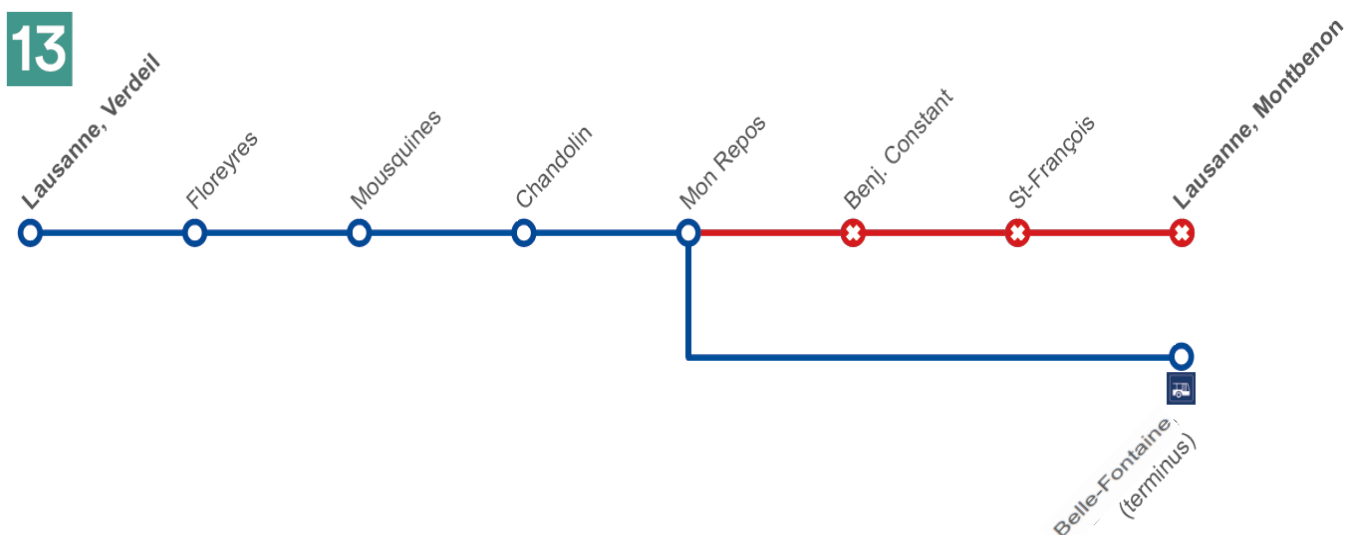 13
Lausanne, Verdeil
Floreyres
Mousquines
Chandolin
Mon Repos
Benj. Constant
St-François
Lausanne, Montbenon
Belle-Fontaine
(terminus)